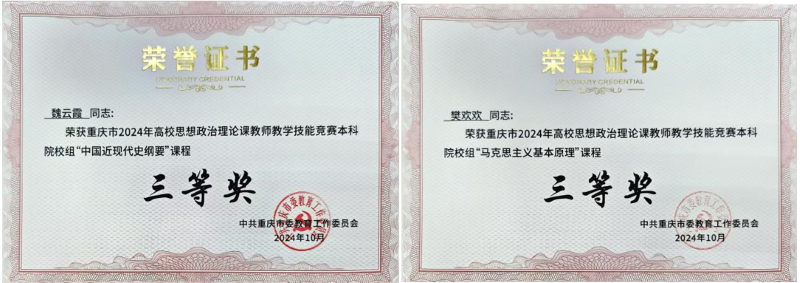 荣誉证书
HONORARY CREDENTIAL
魏云霞 同志:
荣获重庆市2024年高校思想政治理论课教师教学技能竞赛本科
院校组“中国近现代史纲要”课程
三等奖
中共重庆市委教育工作委员会
2024年10月
荣誉证书
HONORARY CREDENTIAL
樊欢欢 同志:
荣获重庆市2024年高校思想政治理论课教师教学技能竞赛本科
院校组“马克思主义基本原理”课程
三等奖
中共重庆市委教育工作委员会
2024年10月